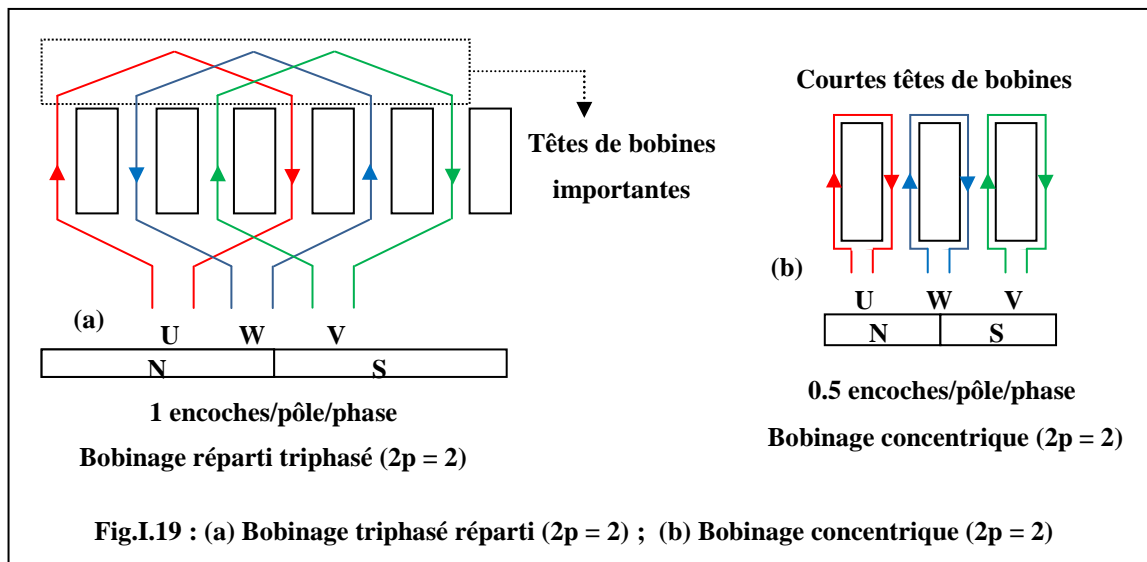 Têtes de bobines
importantes
(a)
U W V
N S
1 encoches/pôle/phase
Bobinage réparti triphasé (2p = 2)
Courtes têtes de bobines
(b)
U W V
N S
0.5 encoches/pôle/phase
Bobinage concentrique (2p = 2)
Fig.I.19 : (a) Bobinage triphasé réparti (2p = 2) ; (b) Bobinage concentrique (2p = 2)